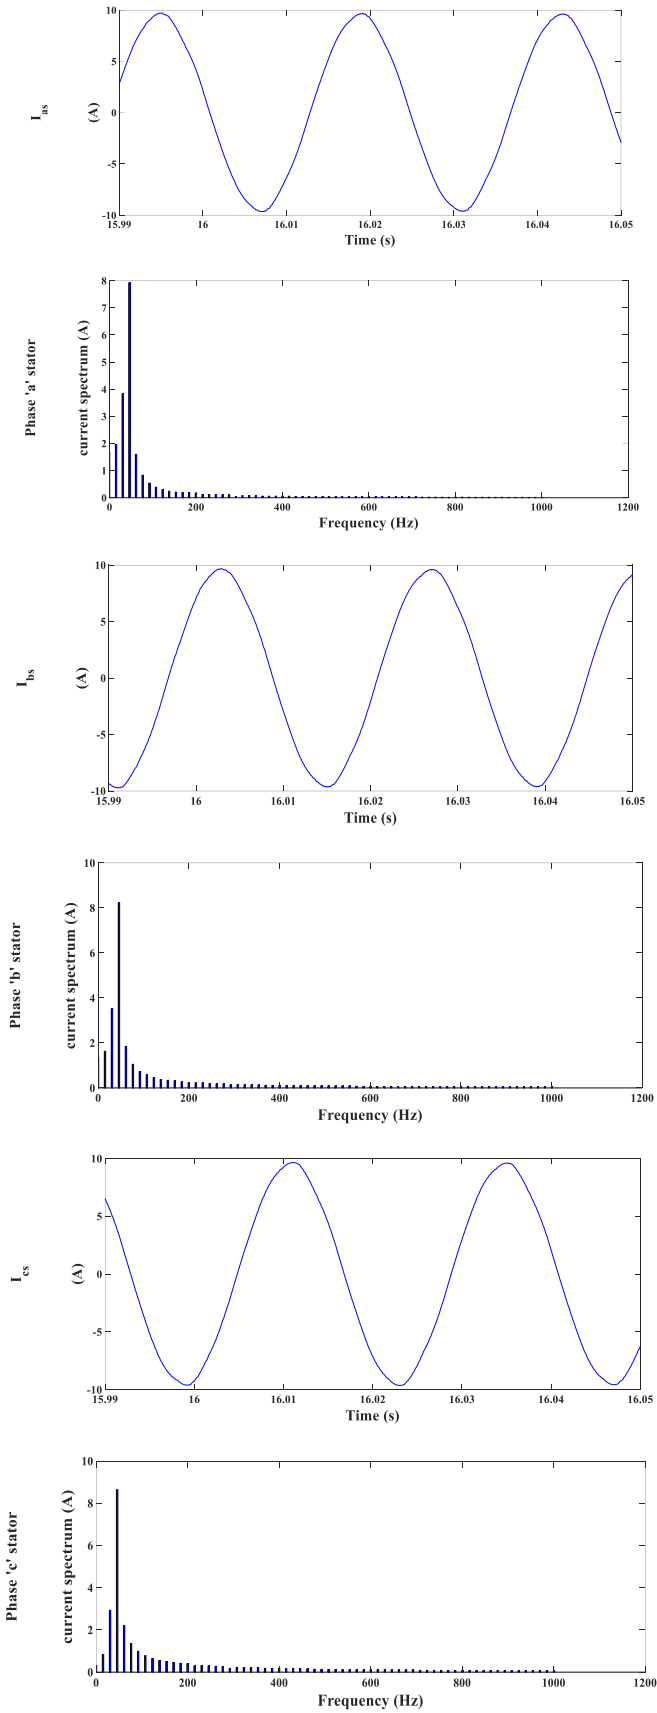 10
5
0
-5
-10
I_as
(A)
15.99 16 16.01 16.02 16.03 16.04 16.05
Time (s)
8
7
6
5
4
3
2
1
0
Phase 'a' stator
current spectrum (A)
0 200 400 600 800 1000 1200
Frequency (Hz)
10
5
0
-5
-10
I_bs
(A)
15.99 16 16.01 16.02 16.03 16.04 16.05
Time (s)
10
8
6
4
2
0
Phase 'b' stator
current spectrum (A)
0 200 400 600 800 1000 1200
Frequency (Hz)
10
5
0
-5
-10
I_cs
(A)
15.99 16 16.01 16.02 16.03 16.04 16.05
Time (s)
10
8
6
4
2
0
Phase 'c' stator
current spectrum (A)
0 200 400 600 800 1000 1200
Frequency (Hz)